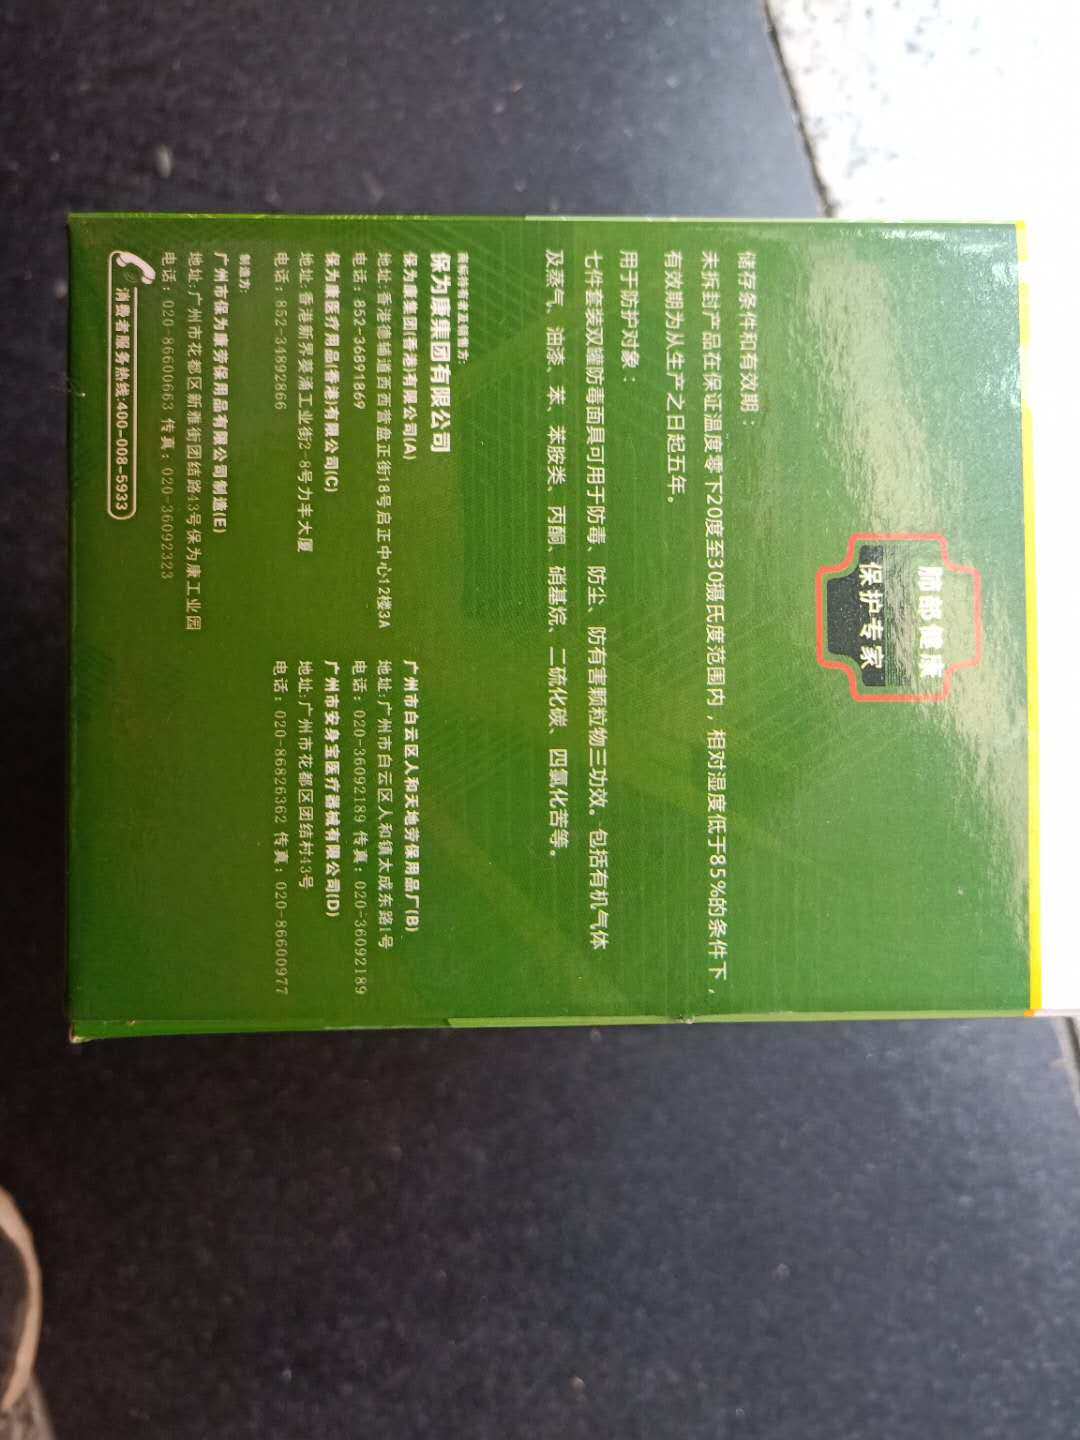 肺部健康
保护专家
储存条件和有效期：
未拆封产品在保证温度零下20度至30摄氏度范围内，相对湿度低于85%的条件下，
有效期为从生产之日起五年。
用于防护对象：
七件套装双罐防毒面具可用于防毒、防尘、防有害颗粒物三功效。包括有机气体
及蒸气、油漆、苯、苯胺类、丙酮、硝基烷、二硫化碳、四氯化苦等。
商标持有者及销售方：
保为康集团有限公司
保为康集团(香港)有限公司(A)
地址:香港德辅道西西营盘正街18号启正中心12楼3A
电话：852-36891869
保为康医疗用品(香港)有限公司(C)
地址:香港新界葵涌工业街2-8号力丰大厦
电话：852-34892866
广州市白云区人和天地劳保用品厂(B)
地址:广州市白云区人和镇太成东路1号
电话：020-36092189 传真：020-36092189
广州市安身宝医疗器械有限公司(D)
地址:广州市花都区团结村43号
电话：020-86826362 传真：020-86600977
制造方:
广州市保为康劳保用品有限公司制造(E)
地址:广州市花都区新雅街团结路43号保为康工业园
电话：020-86600663 传真：020-36092323
消费者服务热线:400-008-5933